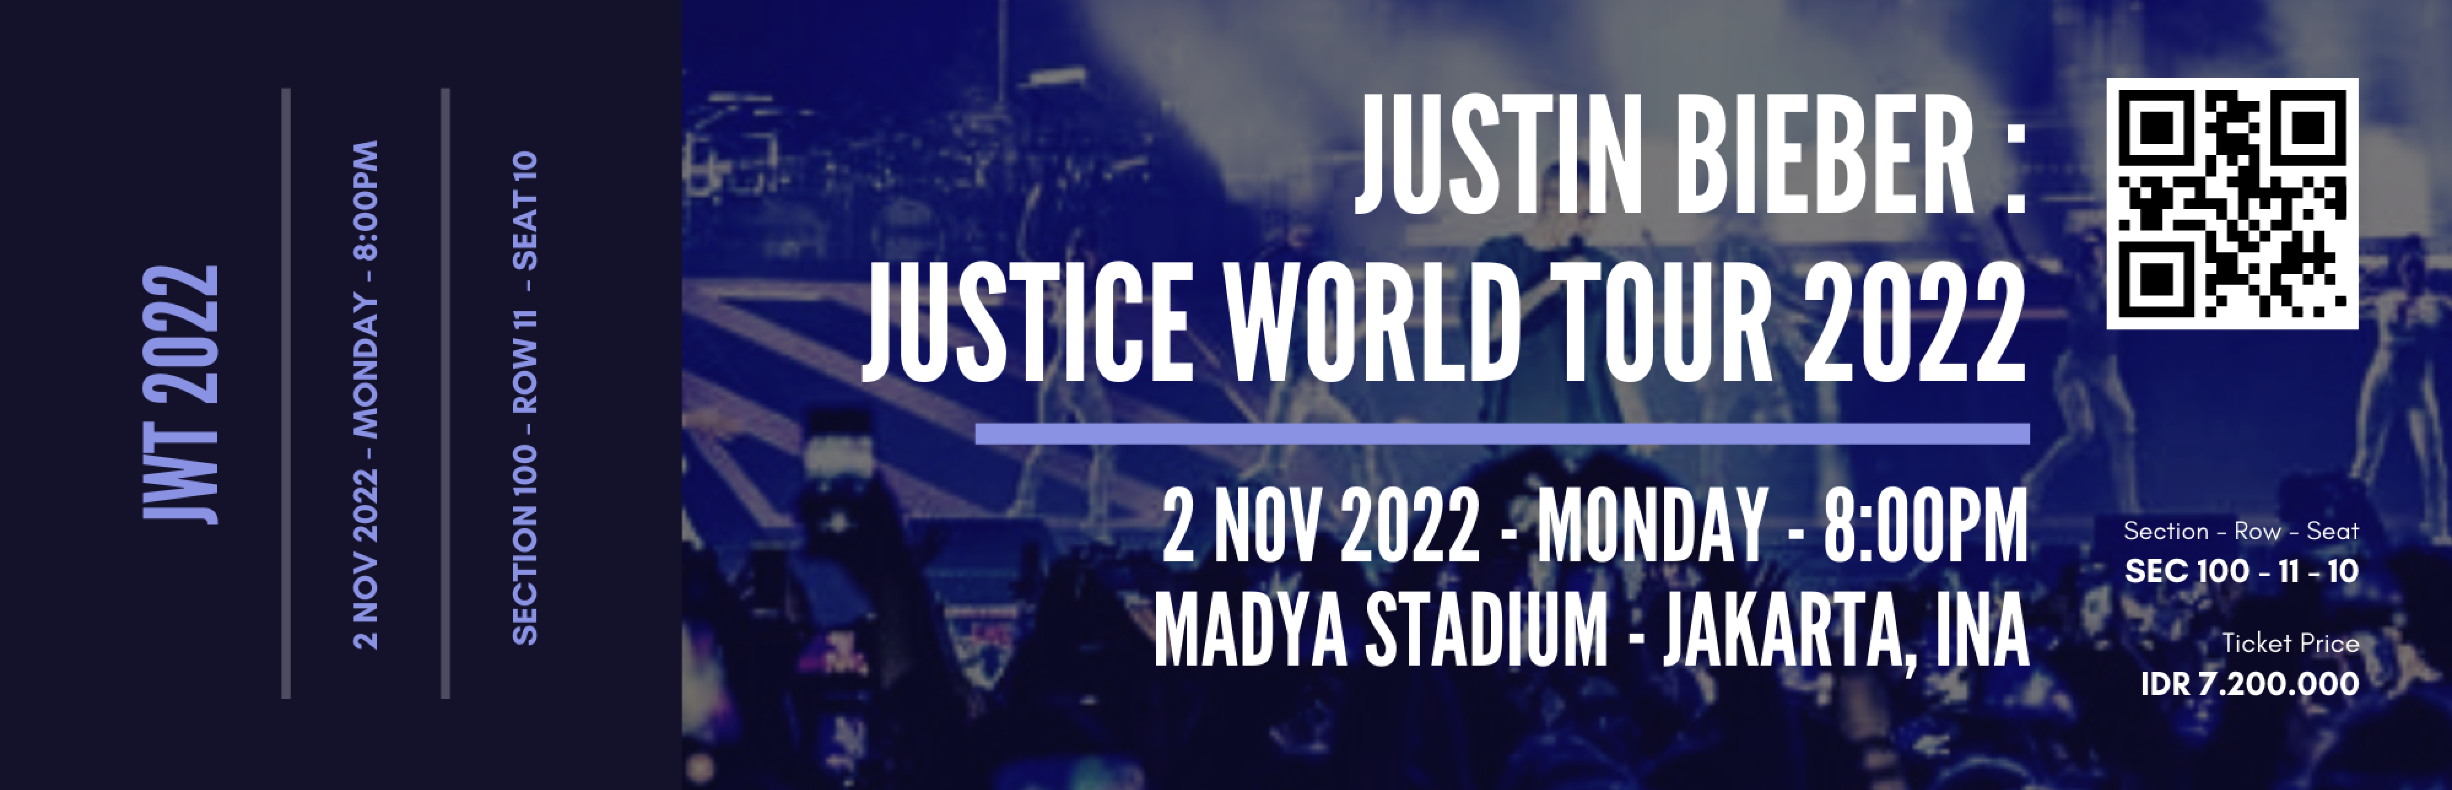 JWT 2022
2 NOV 2022 - MONDAY - 8:00PM
SECTION 100 - ROW 11 - SEAT 10
JUSTIN BIEBER :
JUSTICE WORLD TOUR 2022
2 NOV 2022 - MONDAY - 8:00PM
MADYA STADIUM - JAKARTA, INA
Section - Row - Seat
SEC 100 - 11 - 10
Ticket Price
IDR 7.200.000